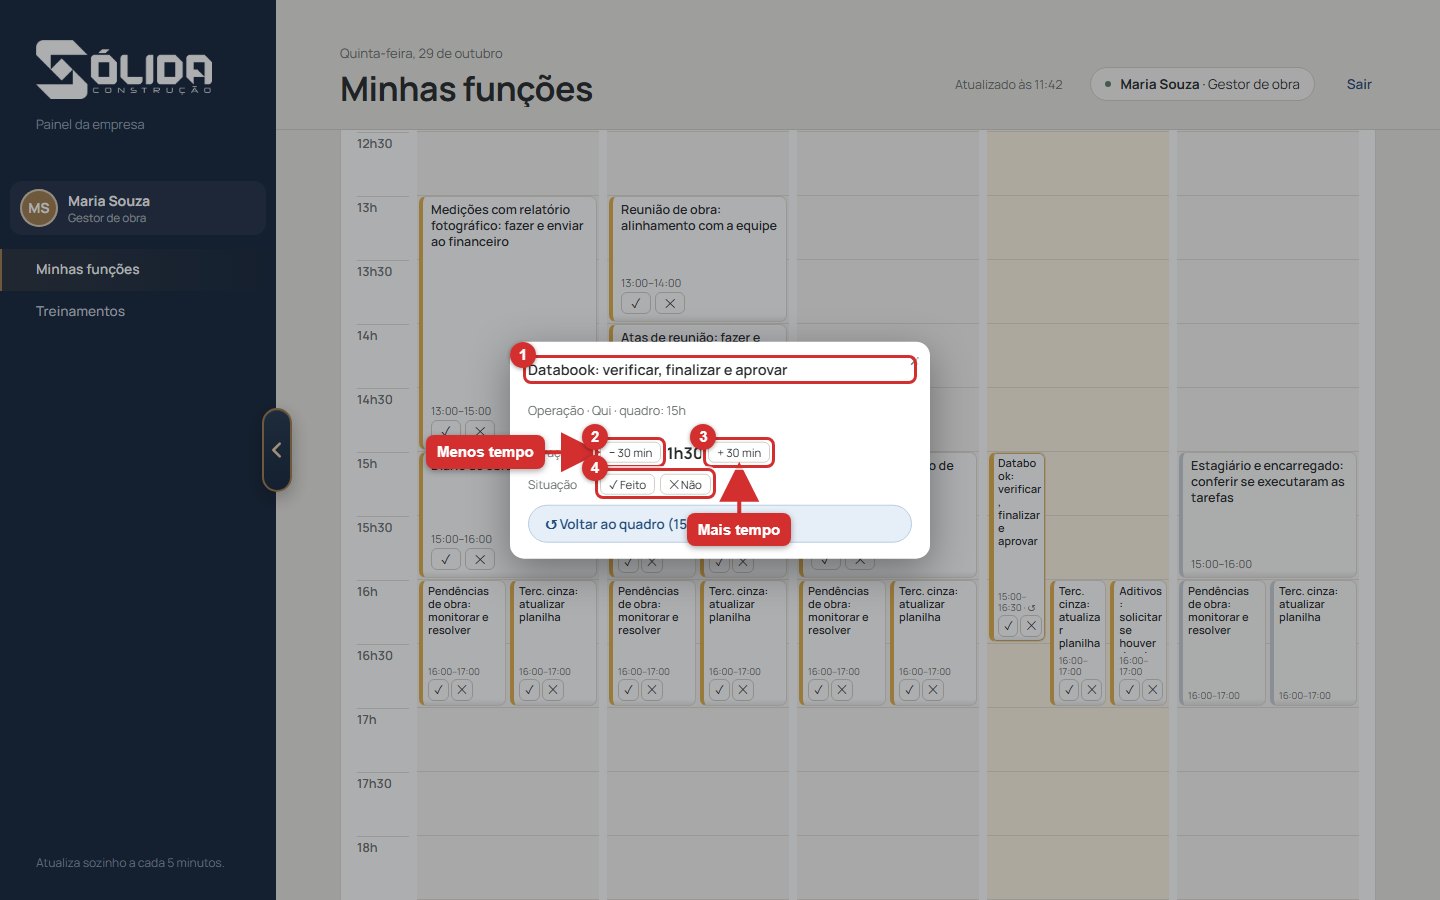 SÓLIDA
CONSTRUÇÃO
Painel da empresa
MS
Maria Souza
Gestor de obra
Minhas funções
Treinamentos
Atualiza sozinho a cada 5 minutos.
Quinta-feira, 29 de outubro
Minhas funções
Atualizado às 11:42
Maria Souza · Gestor de obra
Sair
12h30
13h
13h30
14h
14h30
15h
15h30
16h
16h30
17h
17h30
18h
Medições com relatório
fotográfico: fazer e enviar
ao financeiro
13:00–15:00
✓ ✕
15:00–16:00
✓ ✕
Pendências
de obra:
monitorar e
resolver
16:00–17:00
✓ ✕
Terc. cinza:
atualizar
planilha
16:00–17:00
✓ ✕
Reunião de obra:
alinhamento com a equipe
13:00–14:00
✓ ✕
Atas de reunião: fazer e
✓ ✕
✓ ✕
Pendências
de obra:
monitorar e
resolver
16:00–17:00
✓ ✕
Terc. cinza:
atualizar
planilha
16:00–17:00
✓ ✕
o de
✓ ✕
Pendências
de obra:
monitorar e
resolver
16:00–17:00
✓ ✕
Terc. cinza:
atualizar
planilha
16:00–17:00
✓ ✕
Databo
ok:
verificar
,
finalizar
e
aprovar
15:00–
16:30 · ↺
✓ ✕
Terc.
cinza:
atualiza
r
planilha
16:00–
17:00
✓ ✕
Aditivos
:
solicitar
se
houver
16:00–
17:00
✓ ✕
Estagiário e encarregado:
conferir se executaram as
tarefas
15:00–16:00
Pendências
de obra:
monitorar e
resolver
16:00–17:00
Terc. cinza:
atualizar
planilha
16:00–17:00
1
Databook: verificar, finalizar e aprovar
Operação · Qui · quadro: 15h
Menos tempo
2
− 30 min
1h30
3
+ 30 min
4
Situação
✓ Feito
✕ Não
↺ Voltar ao quadro (15
Mais tempo